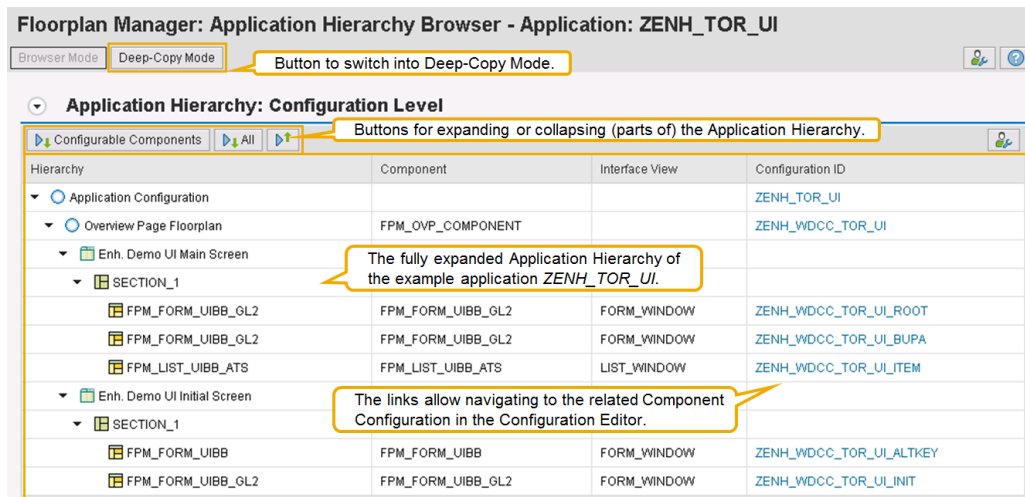 Floorplan Manager: Application Hierarchy Browser - Application: ZENH_TOR_UI
Browser Mode Deep-Copy Mode
Button to switch into Deep-Copy Mode.
Application Hierarchy: Configuration Level
Configurable Components All
Buttons for expanding or collapsing (parts of) the Application Hierarchy.
Hierarchy Component Interface View Configuration ID
Application Configuration ZENH_TOR_UI
Overview Page Floorplan FPM_OVP_COMPONENT ZENH_WDCC_TOR_UI
Enh. Demo UI Main Screen
The fully expanded Application Hierarchy of
the example application ZENH_TOR_UI.
SECTION_1
FPM_FORM_UIBB_GL2 FPM_FORM_UIBB_GL2 FORM_WINDOW ZENH_WDCC_TOR_UI_ROOT
FPM_FORM_UIBB_GL2 FPM_FORM_UIBB_GL2 FORM_WINDOW ZENH_WDCC_TOR_UI_BUPA
FPM_LIST_UIBB_ATS FPM_LIST_UIBB_ATS LIST_WINDOW ZENH_WDCC_TOR_UI_ITEM
Enh. Demo UI Initial Screen
The links allow navigating to the related Component
Configuration in the Configuration Editor.
SECTION_1
FPM_FORM_UIBB FPM_FORM_UIBB FORM_WINDOW ZENH_WDCC_TOR_UI_ALTKEY
FPM_FORM_UIBB_GL2 FPM_FORM_UIBB_GL2 FORM_WINDOW ZENH_WDCC_TOR_UI_INIT